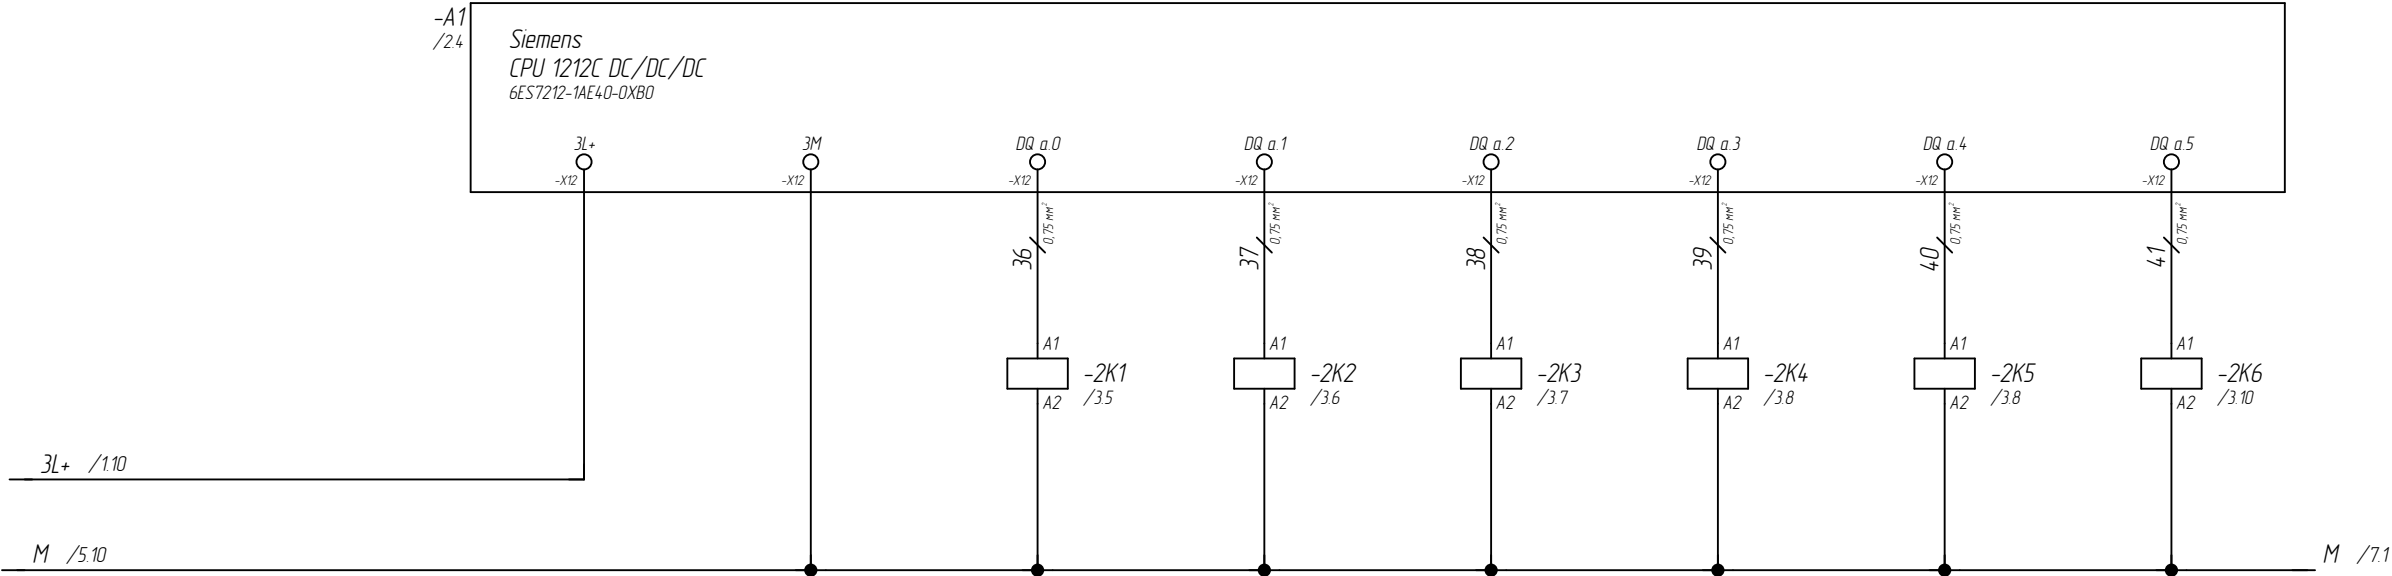 -A1
/2.4
Siemens
CPU 1212C DC/DC/DC
6ES7212-1AE40-0XB0
3L+ 3M DQ a.0 DQ a.1 DQ a.2 DQ a.3 DQ a.4 DQ a.5
-X12 -X12 -X12 -X12 -X12 -X12 -X12 -X12
0,75 мм² 0,75 мм² 0,75 мм² 0,75 мм² 0,75 мм² 0,75 мм²
36 37 38 39 40 41
A1 A1 A1 A1 A1 A1
-2K1 -2K2 -2K3 -2K4 -2K5 -2K6
/3.5 /3.6 /3.7 /3.8 /3.8 /3.10
A2 A2 A2 A2 A2 A2
3L+ /1.10
M /5.10 M /7.1